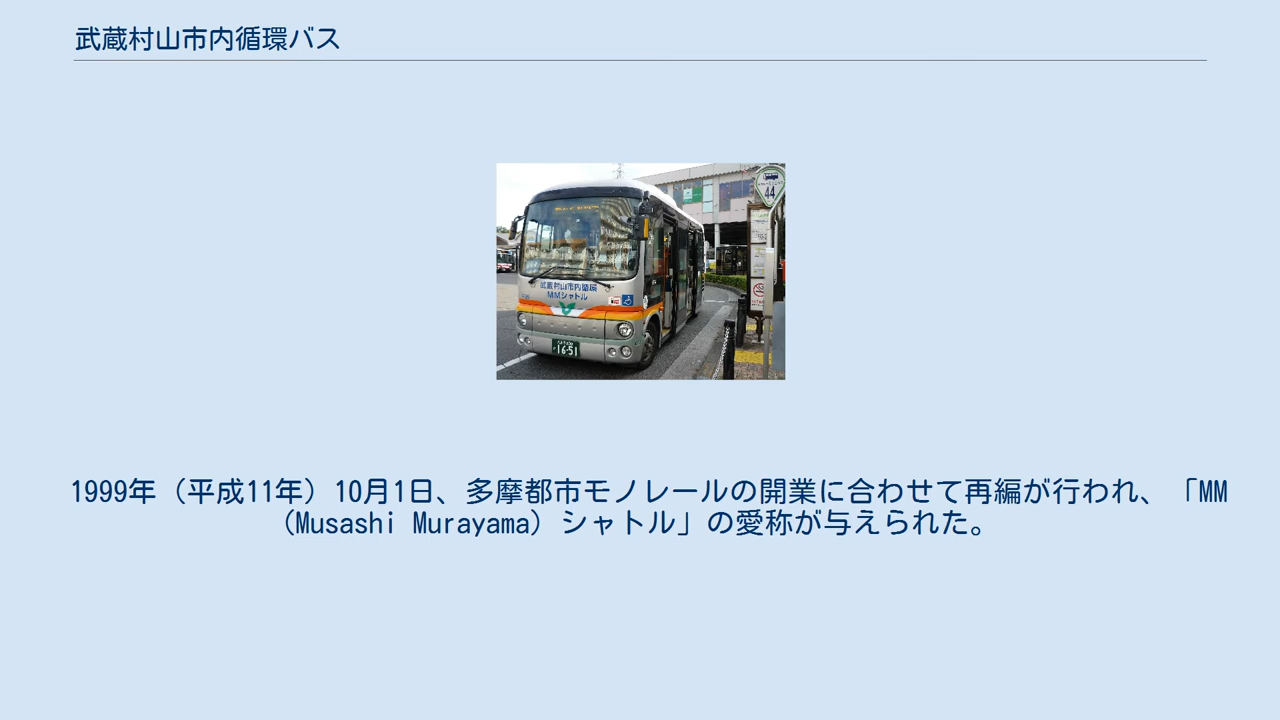 武蔵村山市内循環バス
44
武蔵村山市内循環
MMシャトル
1651
1999年（平成11年）10月1日、多摩都市モノレールの開業に合わせて再編が行われ、「MM
（Musashi Murayama）シャトル」の愛称が与えられた。